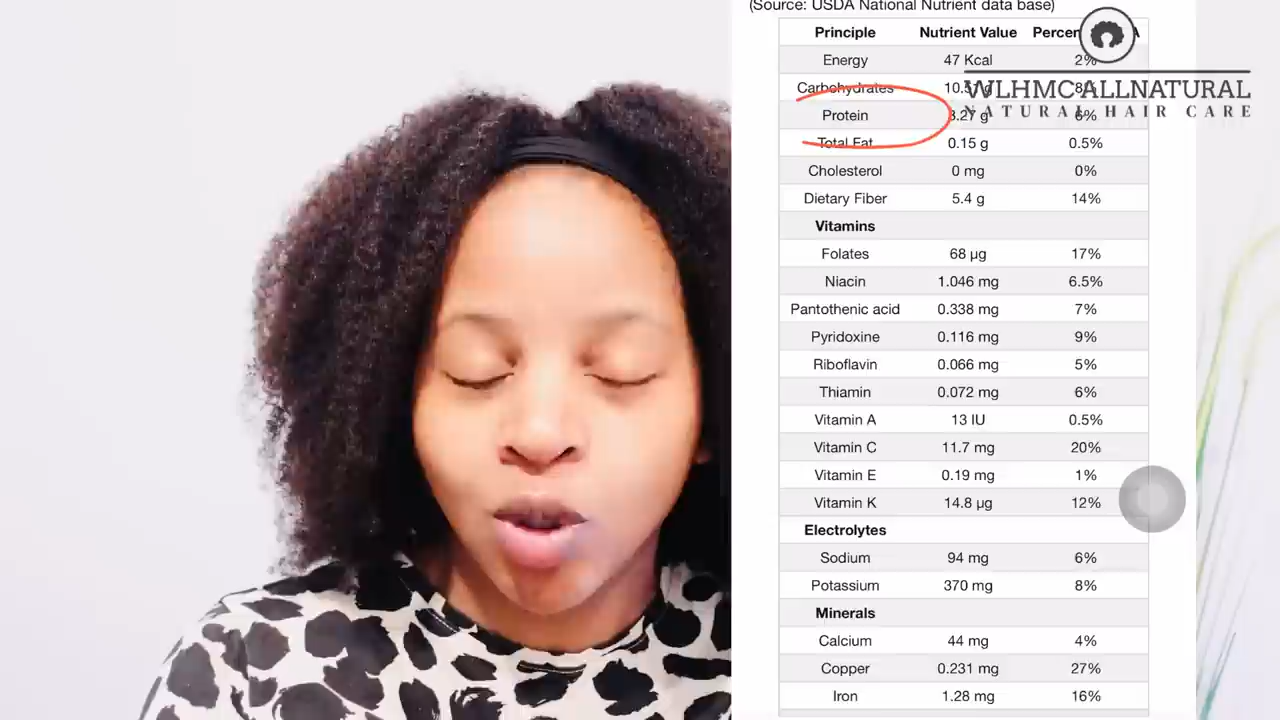 (Source: USDA National Nutrient data base)
Principle Nutrient Value
Energy 47 Kcal 2%
WLHMCALLNATURAL
NATURAL HAIR CARE
Carbohydrates
Protein 6%
Total Fat 0.15 g 0.5%
Cholesterol 0 mg 0%
Dietary Fiber 5.4 g 14%
Vitamins
Folates 68 µg 17%
Niacin 1.046 mg 6.5%
Pantothenic acid 0.338 mg 7%
Pyridoxine 0.116 mg 9%
Riboflavin 0.066 mg 5%
Thiamin 0.072 mg 6%
Vitamin A 13 IU 0.5%
Vitamin C 11.7 mg 20%
Vitamin E 0.19 mg 1%
Vitamin K 14.8 µg 12%
Electrolytes
Sodium 94 mg 6%
Potassium 370 mg 8%
Minerals
Calcium 44 mg 4%
Copper 0.231 mg 27%
Iron 1.28 mg 16%